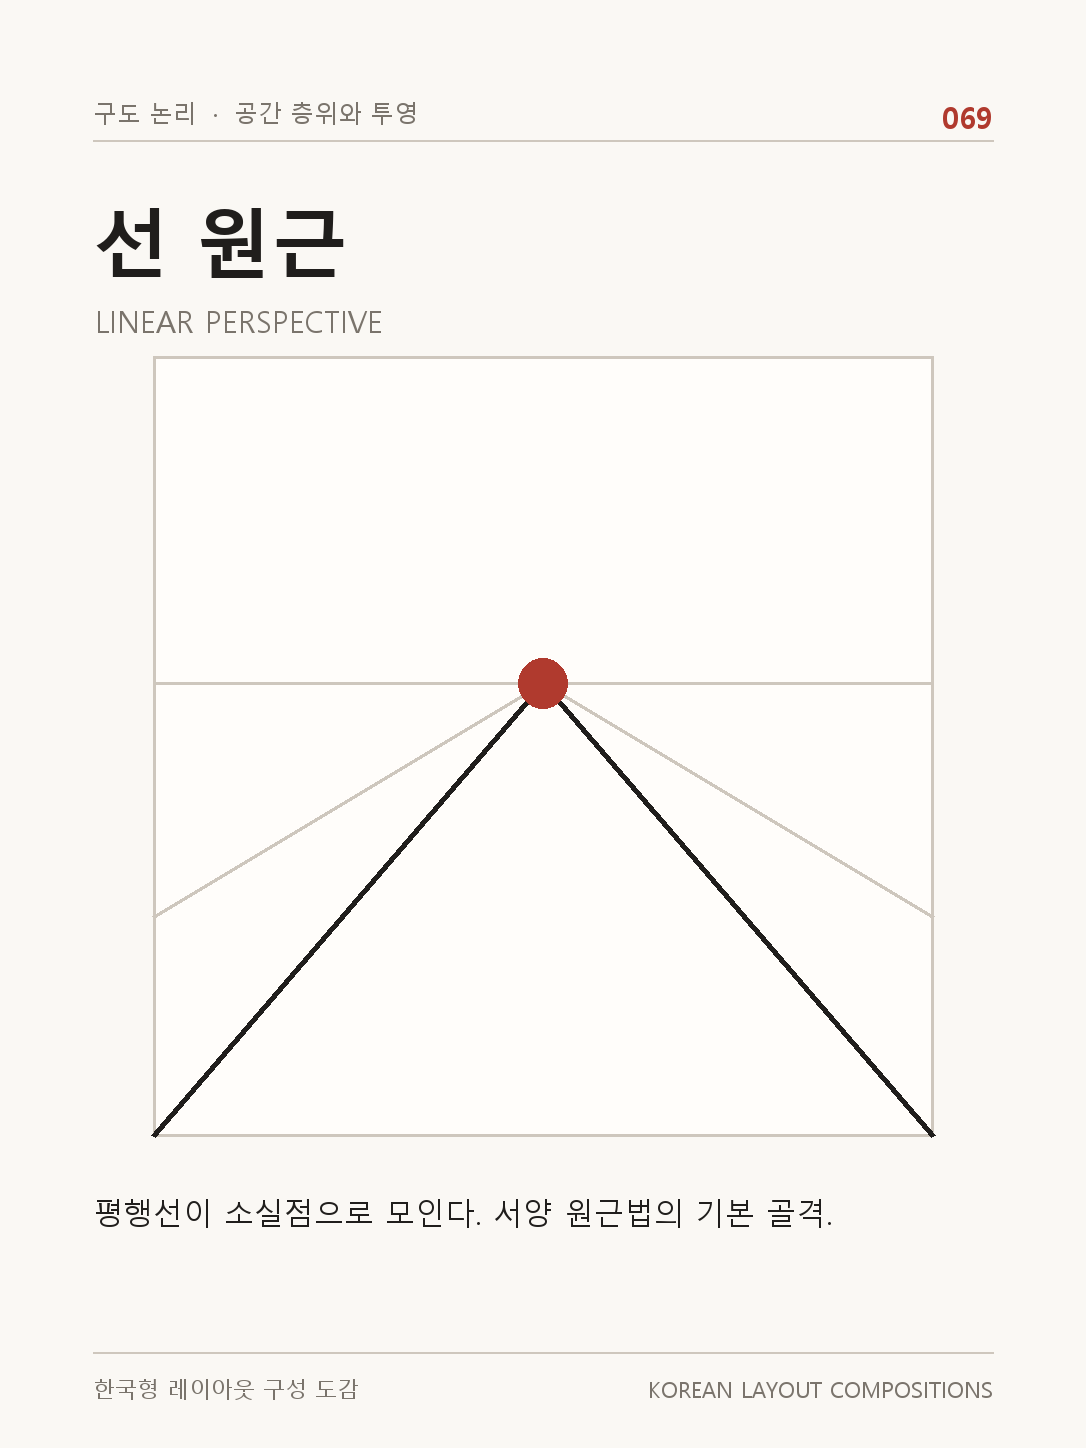 구도 논리 · 공간 층위와 투영
069
선 원근
LINEAR PERSPECTIVE
평행선이 소실점으로 모인다. 서양 원근법의 기본 골격.
한국형 레이아웃 구성 도감
KOREAN LAYOUT COMPOSITIONS